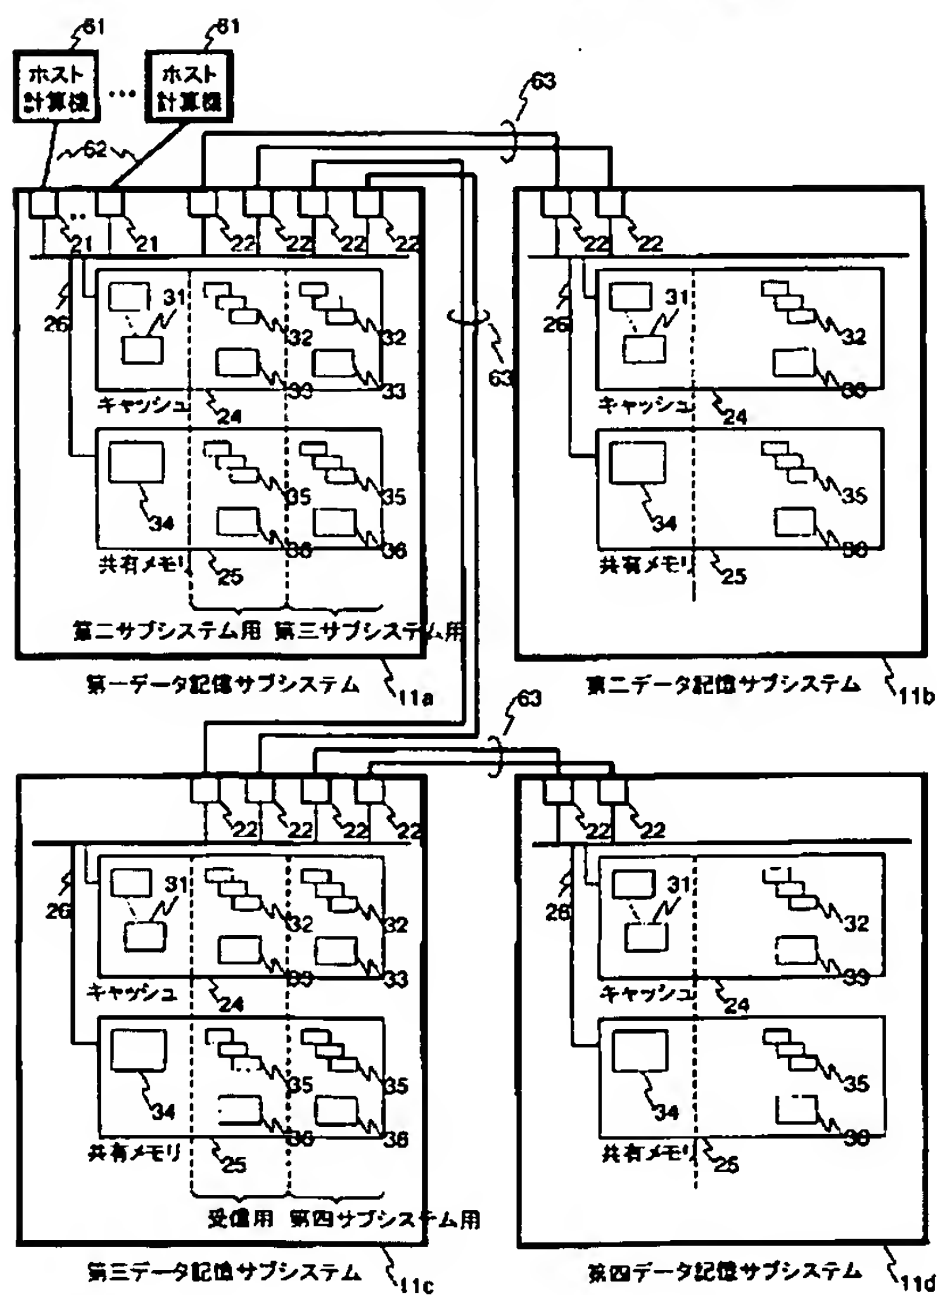 61 61
ホスト
計算機
…
ホスト
計算機
62
63
21 21 22 22 22 22
22 22
26 31 32 32
33 33
キャッシュ 24
34 35 35
36 36
共有メモリ 25
第二サブシステム用 第三サブシステム用
第一データ記憶サブシステム 11a
63
26 31 32
33
キャッシュ 24
34 35
36
共有メモリ 25
第二データ記憶サブシステム 11b
63
22 22 22 22
22 22
26 31 32 32
33 33
キャッシュ 24
34 35 35
36 36
共有メモリ 25
受信用 第四サブシステム用
第三データ記憶サブシステム 11c
26 31 32
33
キャッシュ 24
34 35
36
共有メモリ 25
第四データ記憶サブシステム 11d